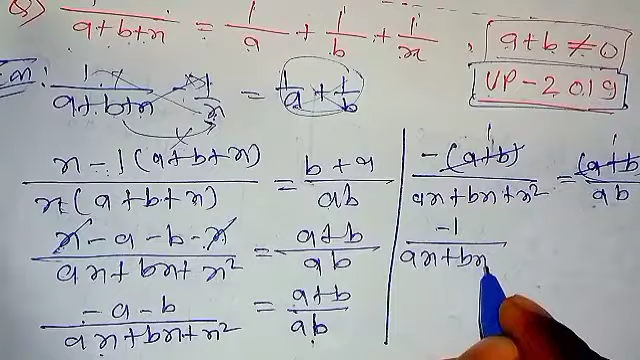 Q) 1/(a+b+x) = 1/a + 1/b + 1/x , a+b ≠ 0
UP-2019
1/(a+b+x) - 1/x = 1/a + 1/b
(x-1(a+b+x))/(x(a+b+x)) = (b+a)/(ab)
(x-a-b-x)/(ax+bx+x²) = (a+b)/(ab)
(-a-b)/(ax+bx+x²) = (a+b)/(ab)
(-(a+b))/(ax+bx+x²) = (a+b)/(ab)
-1/(ax+bx